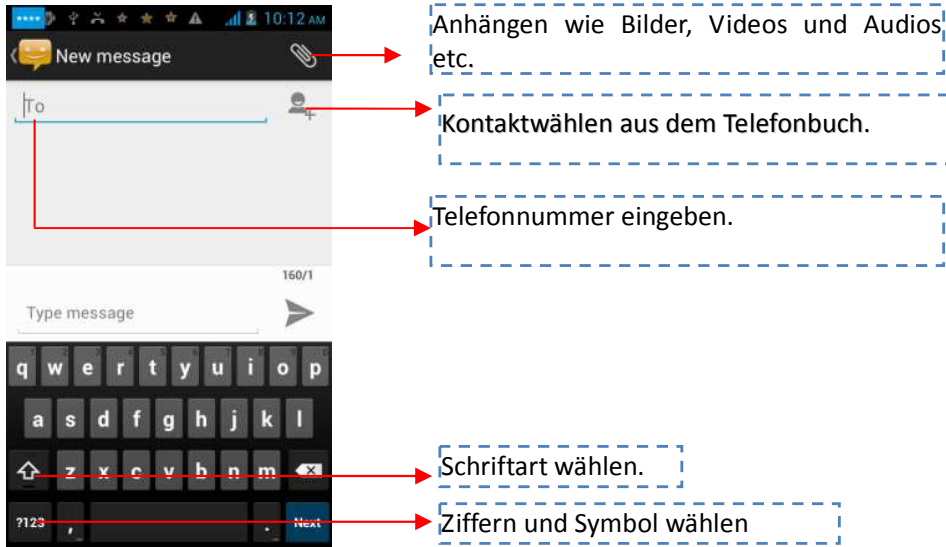 10:12 AM
New message
Anhängen wie Bilder, Videos und Audios
etc.
To
Kontaktwählen aus dem Telefonbuch.
Telefonnummer eingeben.
160/1
Type message
q w e r t y u i o p
a s d f g h j k l
z x c v b n m
Schriftart wählen.
?123 , . Next
Ziffern und Symbol wählen